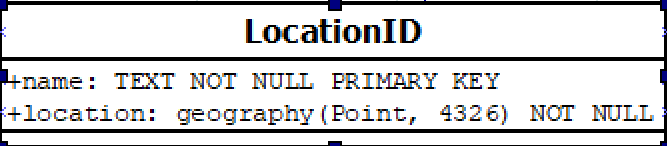 LocationID
+name: TEXT NOT NULL PRIMARY KEY
+location: geography(Point, 4326) NOT NULL